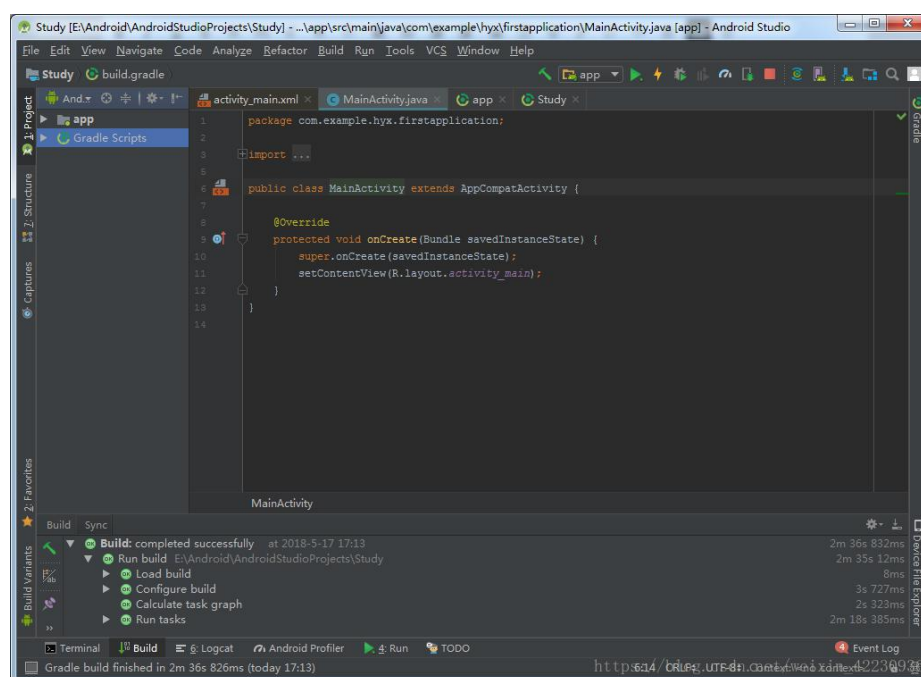 Study [E:\Android\AndroidStudioProjects\Study] - ...\app\src\main\java\com\example\hyx\firstapplication\MainActivity.java [app] - Android Studio
File Edit View Navigate Code Analyze Refactor Build Run Tools VCS Window Help
Study build.gradle app
And.. activity_main.xml MainActivity.java app Study
1: Project
app
Gradle Scripts
7: Structure
Captures
2: Favorites
Build Variants
Gradle
Device File Explorer
1 package com.example.hyx.firstapplication;
2
3 import ...
5
6 public class MainActivity extends AppCompatActivity {
7
8 @Override
9 protected void onCreate(Bundle savedInstanceState) {
10 super.onCreate(savedInstanceState);
11 setContentView(R.layout.activity_main);
12 }
13 }
14
MainActivity
Build Sync
Build: completed successfully at 2018-5-17 17:13 2m 36s 832ms
Run build E:\Android\AndroidStudioProjects\Study 2m 35s 12ms
Load build 8ms
Configure build 3s 727ms
Calculate task graph 2s 323ms
Run tasks 2m 18s 385ms
Terminal Build 6: Logcat Android Profiler 4: Run TODO 4 Event Log
Gradle build finished in 2m 36s 826ms (today 17:13) 6:14 CRLF UTF-8